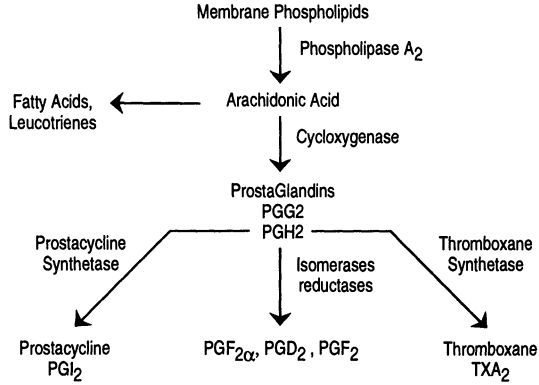 Membrane Phospholipids
Phospholipase A₂
Fatty Acids,
Leucotrienes
Arachidonic Acid
Cycloxygenase
ProstaGlandins
PGG2
PGH2
Prostacycline
Synthetase
Isomerases
reductases
Thromboxane
Synthetase
Prostacycline
PGI₂
PGF₂α, PGD₂ , PGF₂
Thromboxane
TXA₂